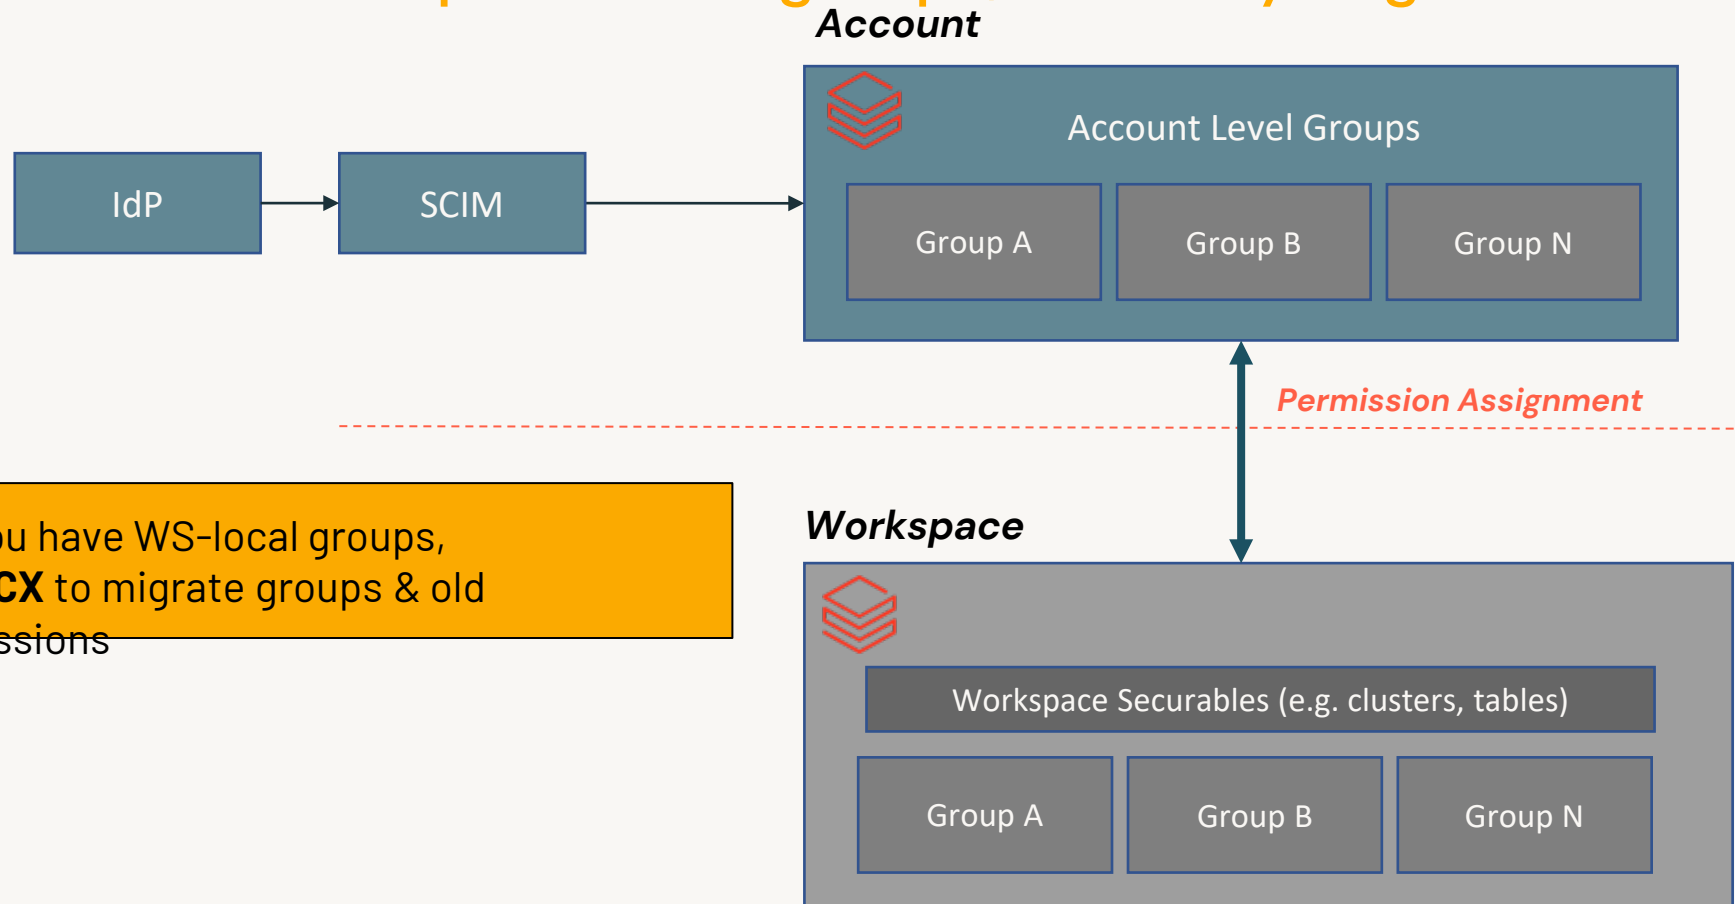 Account
Account Level Groups
IdP
SCIM
Group A
Group B
Group N
Permission Assignment
ou have WS-local groups,
CX to migrate groups & old
ssions
Workspace
Workspace Securables (e.g. clusters, tables)
Group A
Group B
Group N